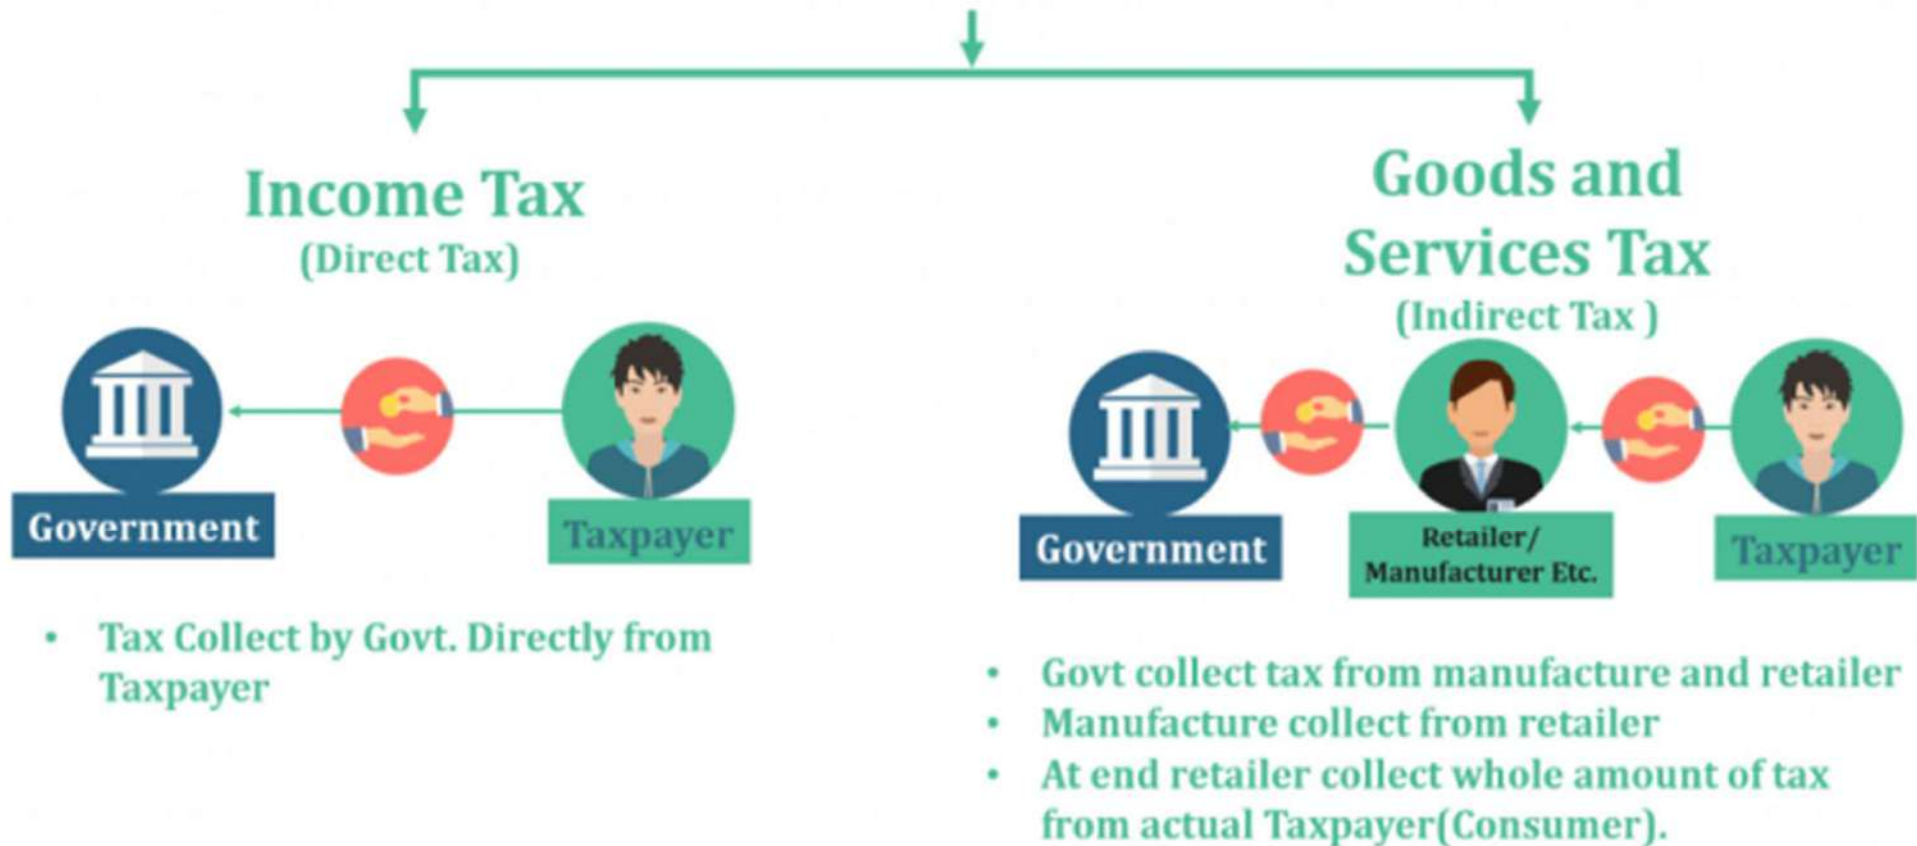 Income Tax
(Direct Tax)
Government
Taxpayer
• Tax Collect by Govt. Directly from
Taxpayer
Goods and
Services Tax
(Indirect Tax )
Government
Retailer/
Manufacturer Etc.
Taxpayer
• Govt collect tax from manufacture and retailer
• Manufacture collect from retailer
• At end retailer collect whole amount of tax
from actual Taxpayer(Consumer).